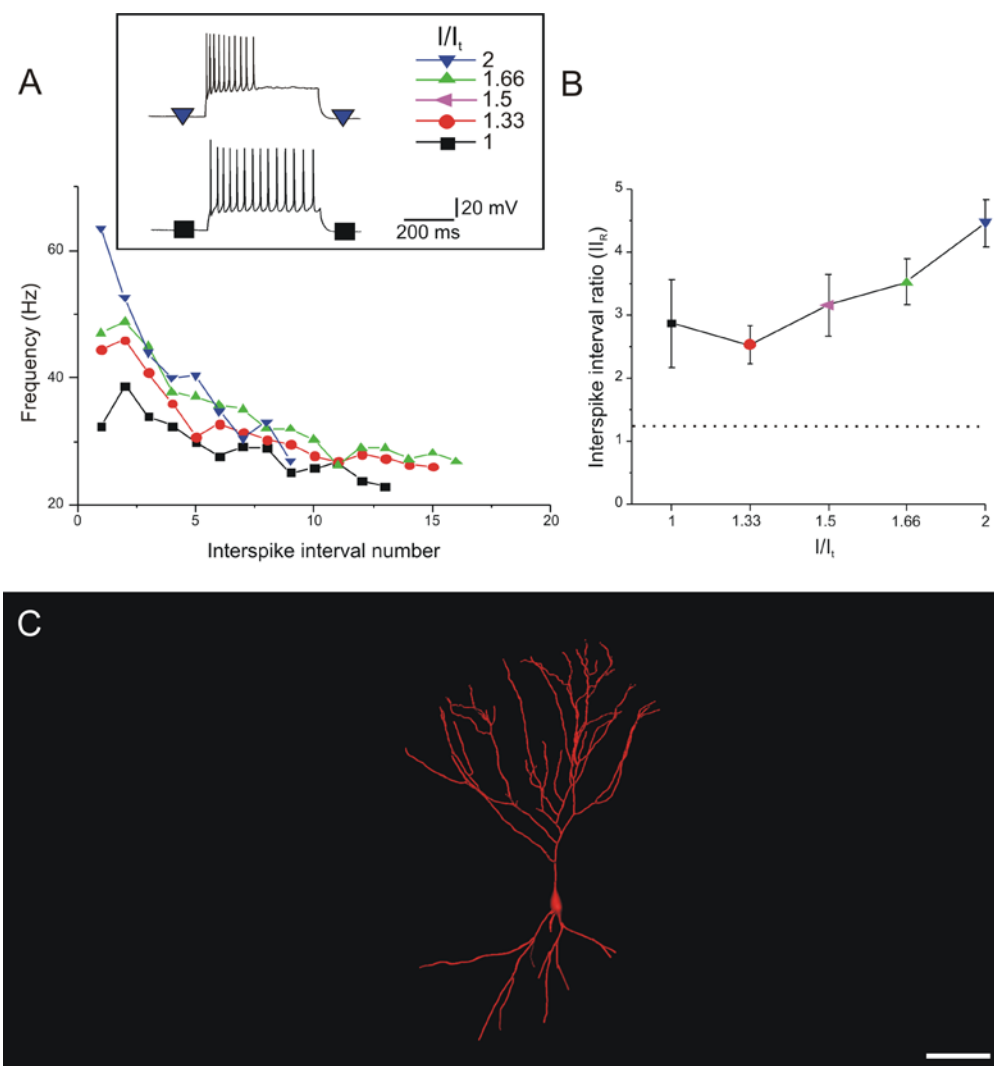 A
I/It
2
1.66
1.5
1.33
1
20 mV
200 ms
60
40
20
Frequency (Hz)
0
5
10
15
20
Interspike interval number
B
5
4
3
2
1
0
Interspike interval ratio (IIR)
1
1.33
1.5
1.66
2
I/It
C